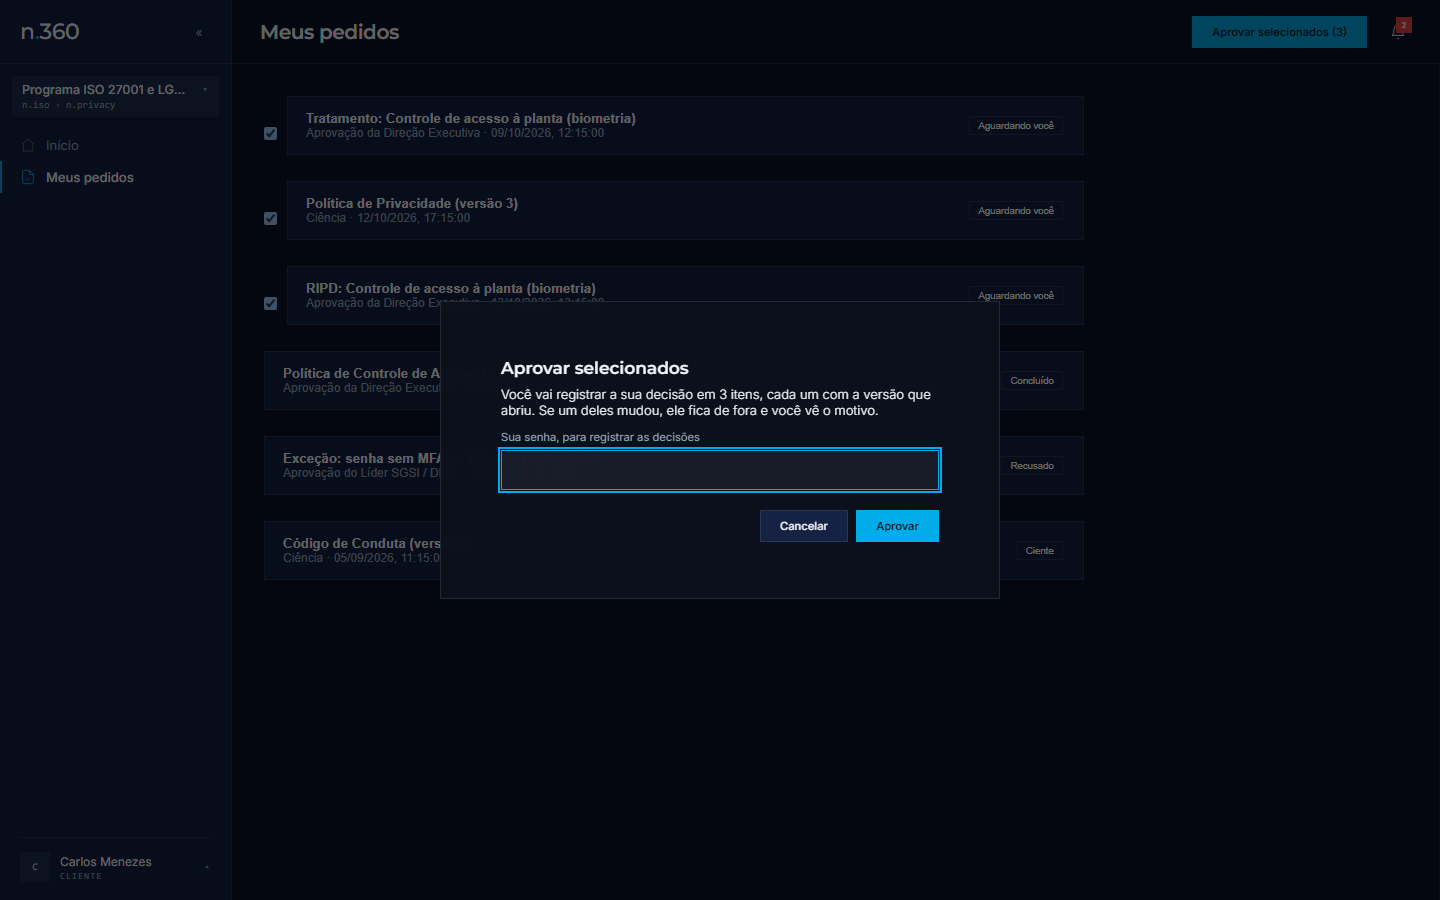 n.360
«
Meus pedidos
Aprovar selecionados (3)
2
Programa ISO 27001 e LG...
n.iso · n.privacy
Início
Meus pedidos
Tratamento: Controle de acesso à planta (biometria)
Aprovação da Direção Executiva · 09/10/2026, 12:15:00
Aguardando você
Política de Privacidade (versão 3)
Ciência · 12/10/2026, 17:15:00
Aguardando você
RIPD: Controle de acesso à planta (biometria)
Aprovação da Direção
Aguardando você
Política de Controle de A
Aprovação da Direção Execut
Concluído
Exceção: senha sem MFA
Aprovação do Líder SGSI / D
Recusado
Código de Conduta (vers
Ciência · 05/09/2026, 11:15:0
Ciente
Aprovar selecionados
Você vai registrar a sua decisão em 3 itens, cada um com a versão que
abriu. Se um deles mudou, ele fica de fora e você vê o motivo.
Sua senha, para registrar as decisões
Cancelar
Aprovar
C
Carlos Menezes
CLIENTE